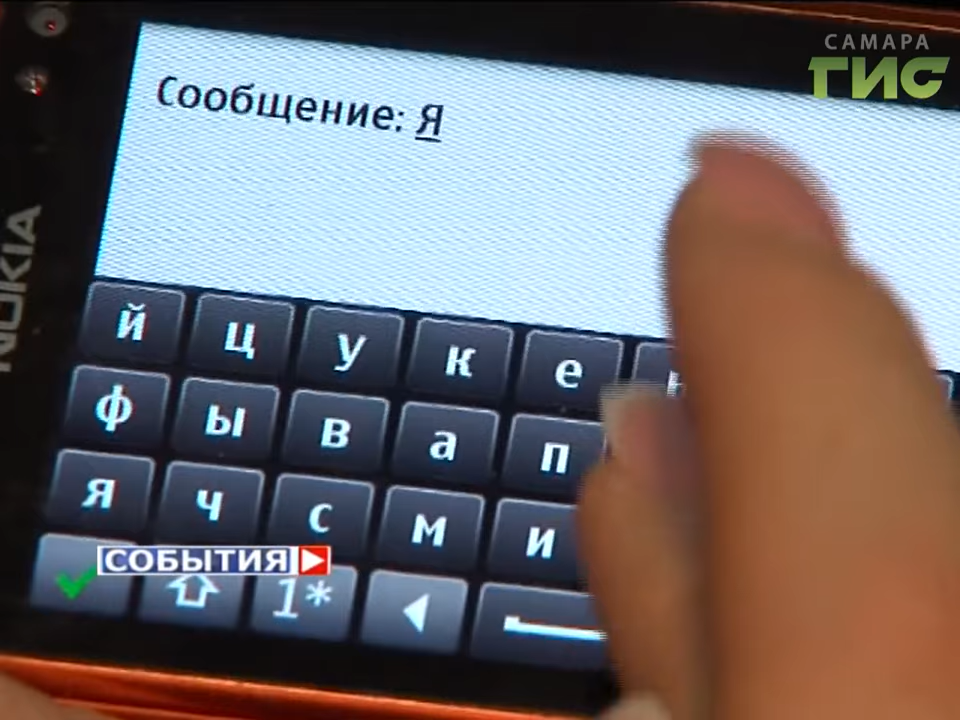 САМАРА
ГИС
Сообщение: Я
NOKIA
й ц у к е н
ф ы в а п
я ч с м и
СОБЫТИЯ
1*